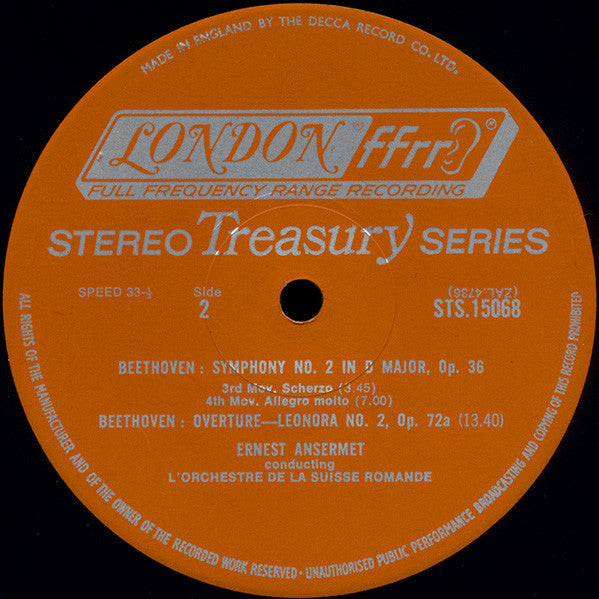 MADE IN ENGLAND BY THE DECCA RECORD CO. LTD.
LONDON ffrr ®
FULL FREQUENCY RANGE RECORDING
STEREO Treasury SERIES
SPEED 33-⅓ Side (ZAL.4736)
2 STS.15068
BEETHOVEN : SYMPHONY NO. 2 IN D MAJOR, Op. 36
3rd Mov. Scherzo (3.45)
4th Mov. Allegro molto (7.00)
BEETHOVEN : OVERTURE—LEONORA NO. 2, Op. 72a (13.40)
ERNEST ANSERMET
conducting
L'ORCHESTRE DE LA SUISSE ROMANDE
ALL RIGHTS OF THE MANUFACTURER AND OF THE OWNER OF THE RECORDED WORK RESERVED · UNAUTHORISED PUBLIC PERFORMANCE BROADCASTING AND COPYING OF THIS RECORD PROHIBITED